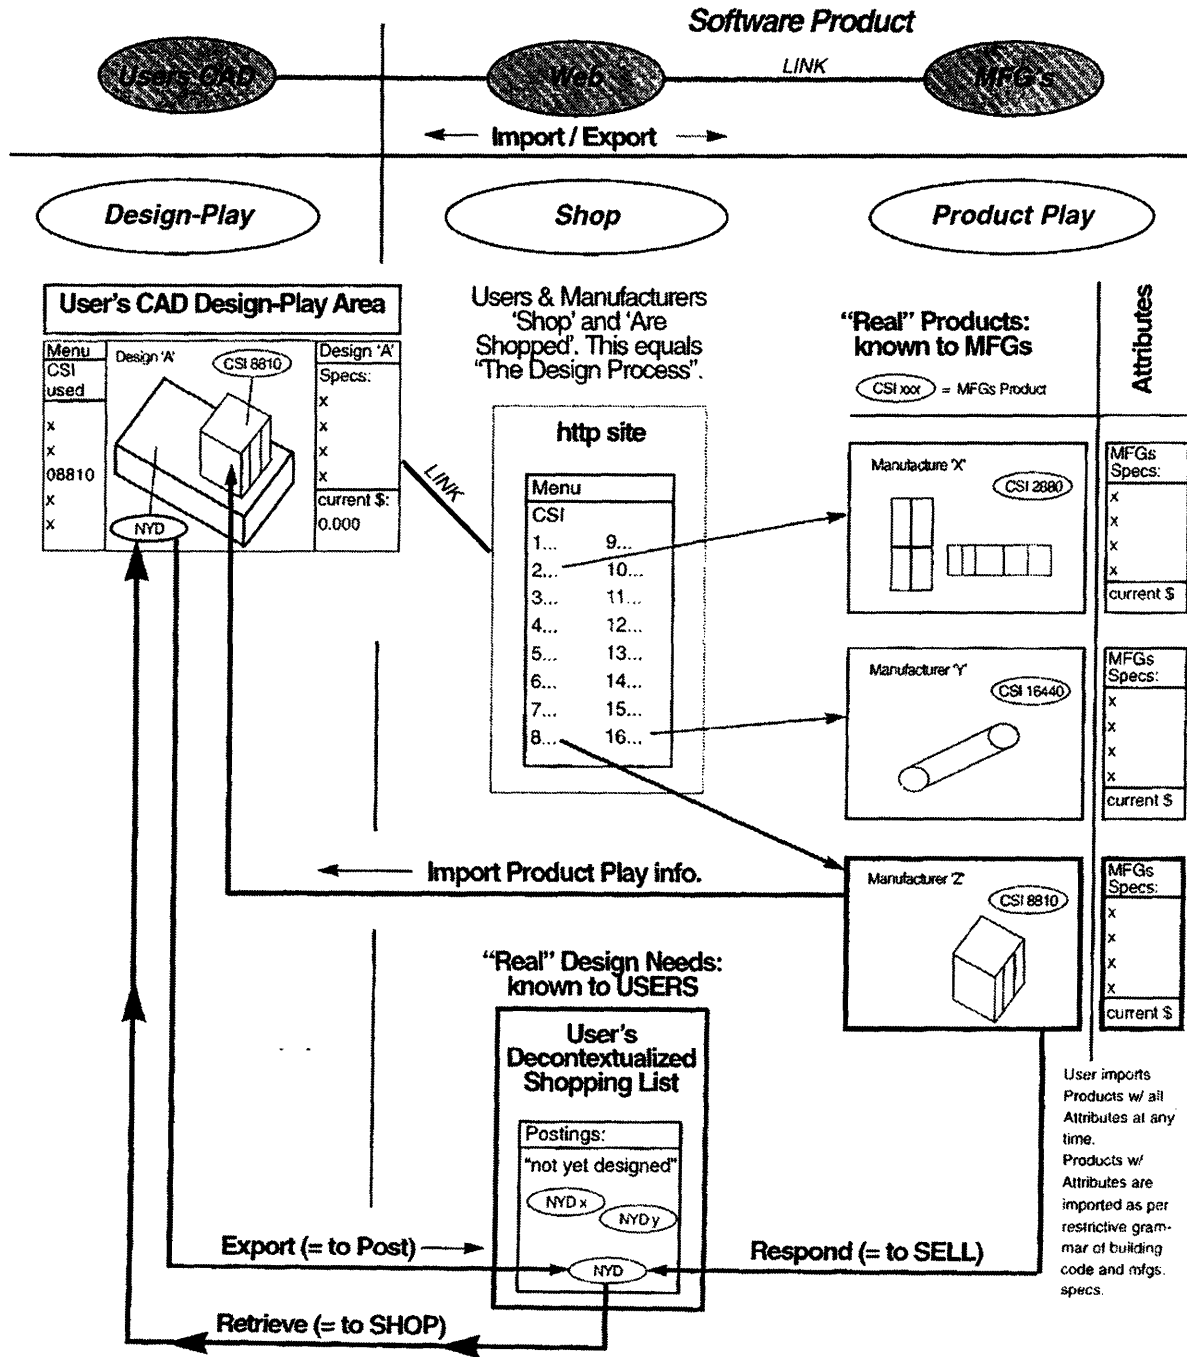 Software Product
Users CAD
Web
LINK
MFG's
Import / Export
Design-Play
Shop
Product Play
User's CAD Design-Play Area
Menu
CSI
used
x
x
08810
x
x
Design 'A'
CSI 8810
NYD
Design 'A'
Specs:
x
x
x
x
current $:
0.000
LINK
Users & Manufacturers
'Shop' and 'Are
Shopped'. This equals
"The Design Process".
http site
Menu
CSI
1... 9...
2... 10...
3... 11...
4... 12...
5... 13...
6... 14...
7... 15...
8... 16...
"Real" Products:
known to MFGs
CSI xxx = MFGs Product
Attributes
Manufacture 'X'
CSI 2880
MFGs
Specs:
x
x
x
x
current $
Manufacturer 'Y'
CSI 16440
MFGs
Specs:
x
x
x
x
current $
Import Product Play info.
Manufacturer 'Z'
CSI 8810
MFGs
Specs:
x
x
x
x
current $
"Real" Design Needs:
known to USERS
User's
Decontextualized
Shopping List
Postings:
"not yet designed"
NYD x
NYD y
NYD
Export (= to Post)
Respond (= to SELL)
Retrieve (= to SHOP)
User imports
Products w/ all
Attributes at any
time.
Products w/
Attributes are
imported as per
restrictive gram-
mar of building
code and mfgs.
specs.